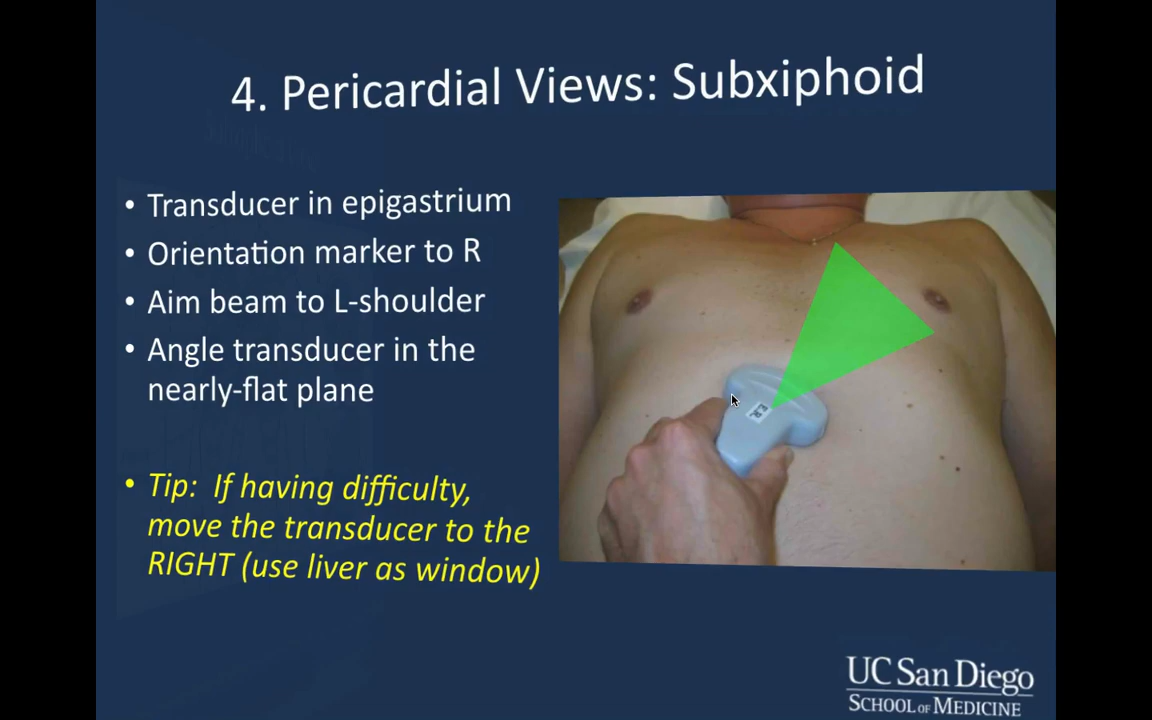 4. Pericardial Views: Subxiphoid
• Transducer in epigastrium
• Orientation marker to R
• Aim beam to L-shoulder
• Angle transducer in the
nearly-flat plane
• Tip: If having difficulty,
move the transducer to the
RIGHT (use liver as window)
E.R.
UC San Diego
SCHOOL OF MEDICINE